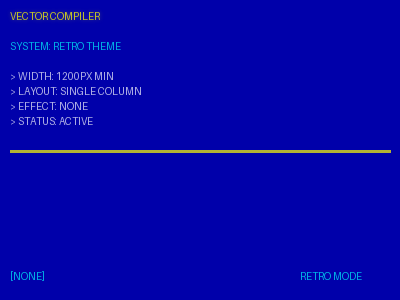 VECTOR COMPILER
SYSTEM: RETRO THEME
> WIDTH: 1200PX MIN
> LAYOUT: SINGLE COLUMN
> EFFECT: NONE
> STATUS: ACTIVE
[NONE]
RETRO MODE